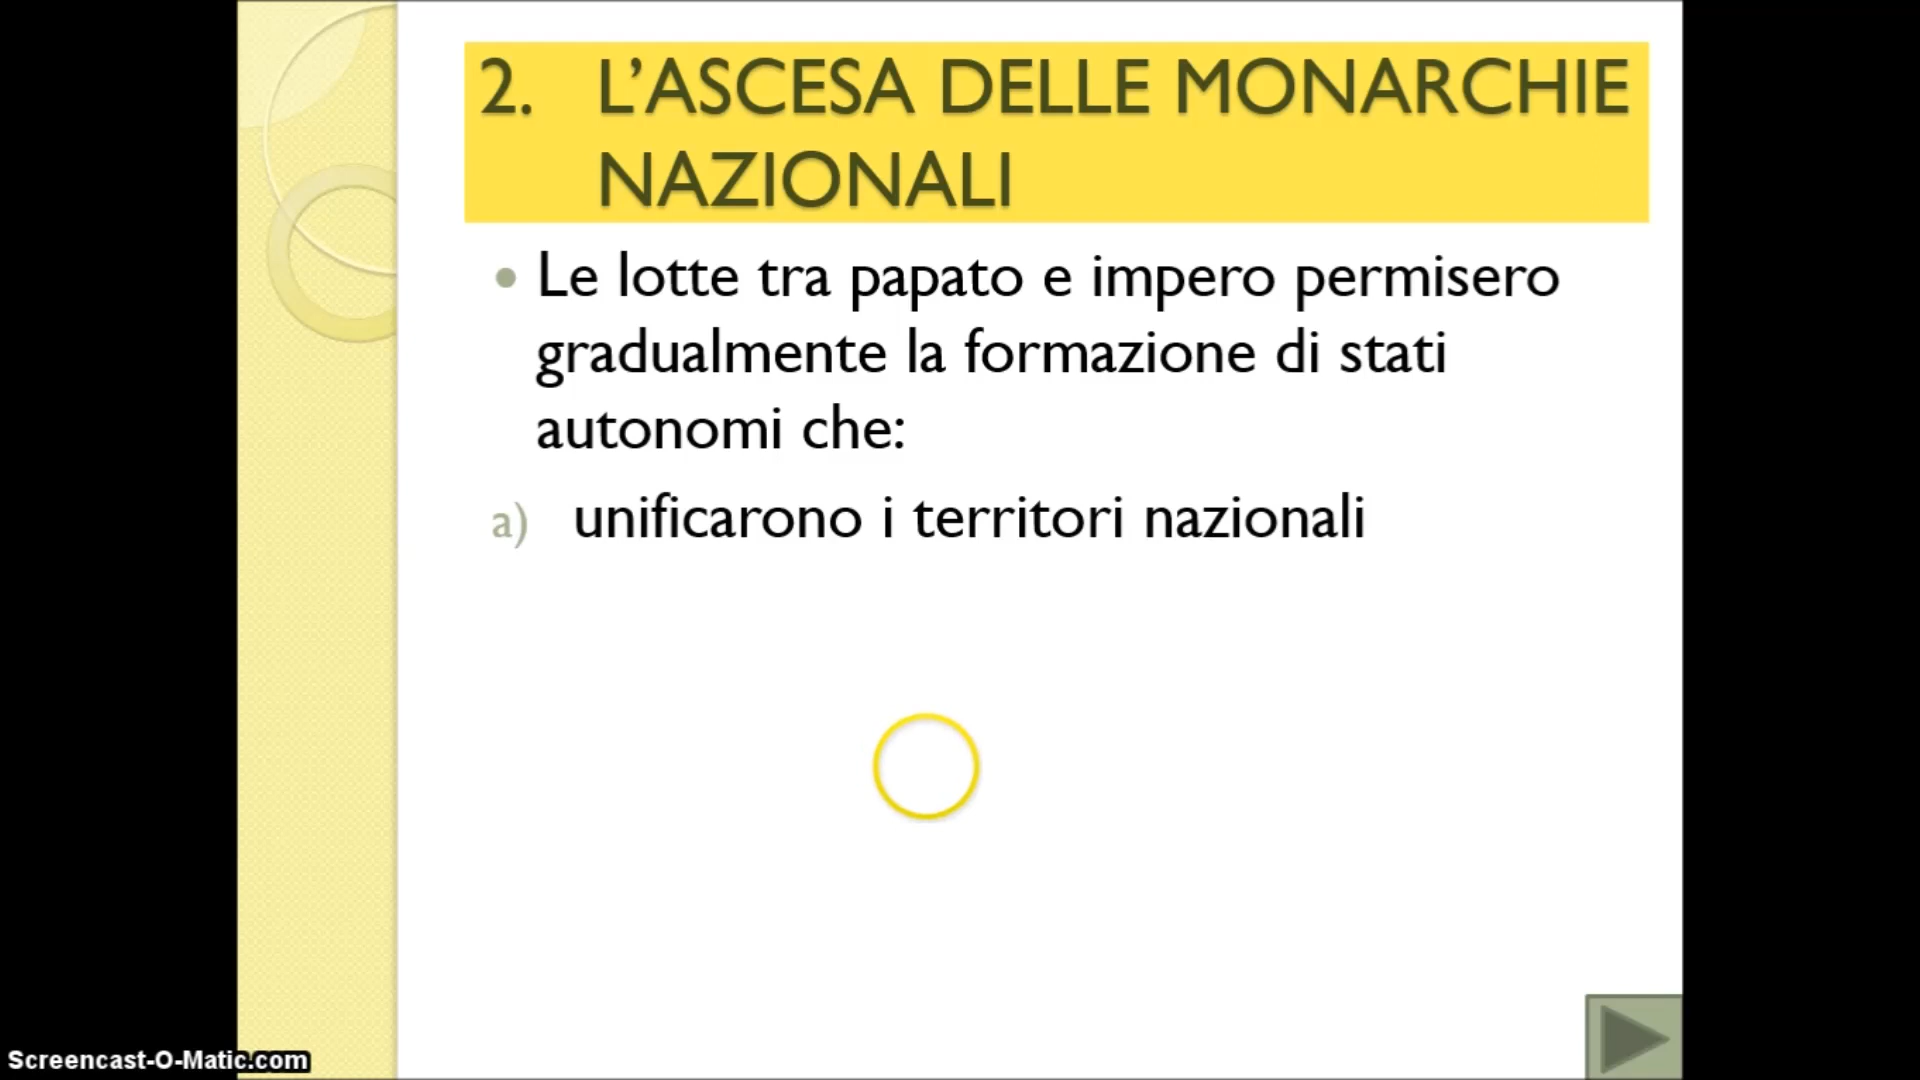 2. L’ASCESA DELLE MONARCHIE
NAZIONALI
• Le lotte tra papato e impero permisero
gradualmente la formazione di stati
autonomi che:
a) unificarono i territori nazionali
Screencast-O-Matic.com